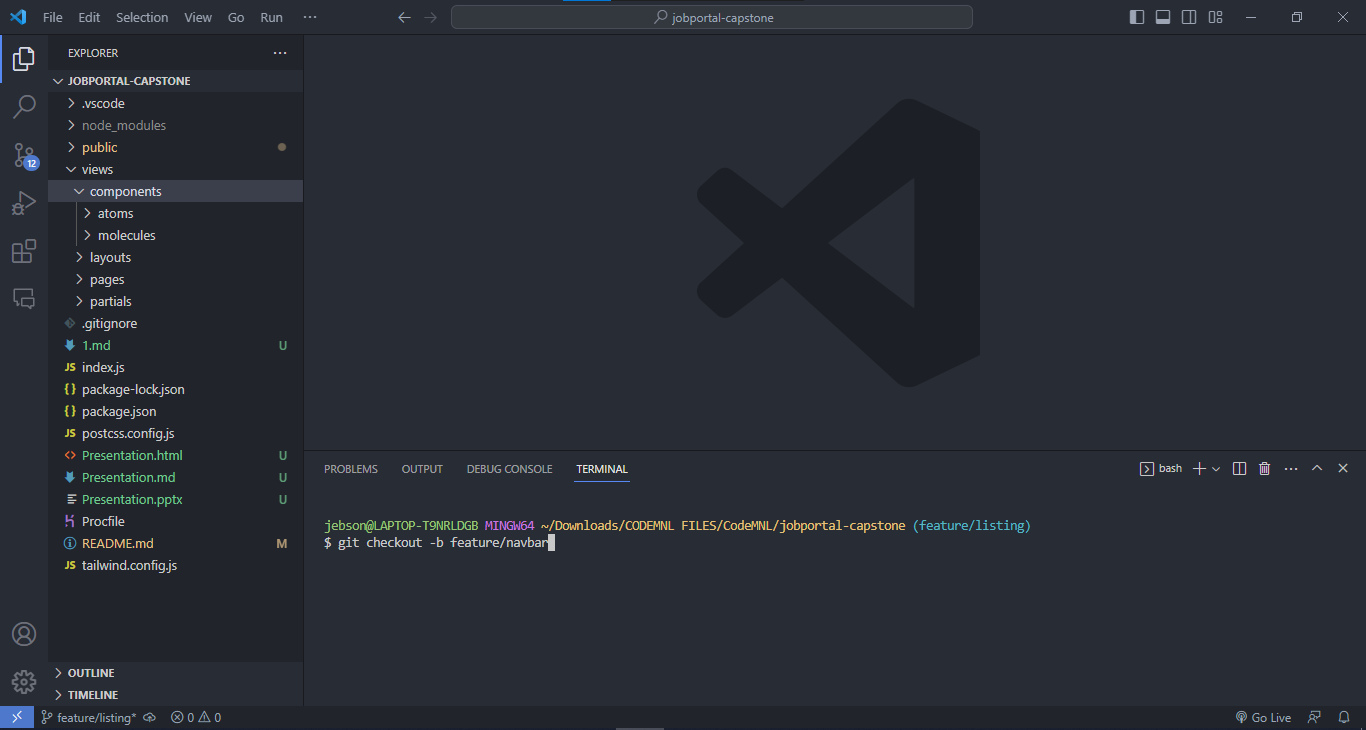 File Edit Selection View Go Run ···
jobportal-capstone
EXPLORER
JOBPORTAL-CAPSTONE
.vscode
node_modules
public
views
components
atoms
molecules
layouts
pages
partials
.gitignore
1.md U
JS index.js
{} package-lock.json
{} package.json
JS postcss.config.js
<> Presentation.html U
Presentation.md U
Presentation.pptx U
Procfile
README.md M
JS tailwind.config.js
OUTLINE
TIMELINE
12
PROBLEMS OUTPUT DEBUG CONSOLE TERMINAL
bash
jebson@LAPTOP-T9NRLDGB MINGW64 ~/Downloads/CODEMNL FILES/CodeMNL/jobportal-capstone (feature/listing)
$ git checkout -b feature/navbar
feature/listing* 0 0 Go Live